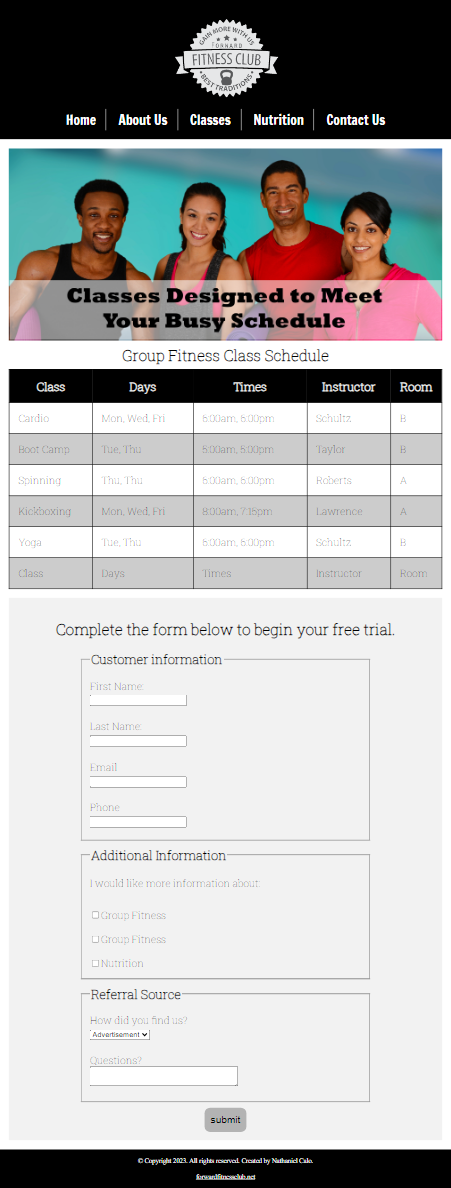 GAIN MORE WITH US
FORWARD
FITNESS CLUB
BEST TRADITIONS
Home About Us Classes Nutrition Contact Us
Classes Designed to Meet
Your Busy Schedule
Group Fitness Class Schedule
Class Days Times Instructor Room
Cardio Mon, Wed, Fri 5:00am, 5:00pm Schultz B
Boot Camp Tue, Thu 5:00am, 5:00pm Taylor B
Spinning Thu, Thu 6:00am, 6:00pm Roberts A
Kickboxing Mon, Wed, Fri 8:00am, 7:15pm Lawrence A
Yoga Tue, Thu 6:00am, 6:00pm Schultz B
Class Days Times Instructor Room
Complete the form below to begin your free trial.
Customer information
First Name:
Last Name:
Email
Phone
Additional Information
I would like more information about:
Group Fitness
Group Fitness
Nutrition
Referral Source
How did you find us?
Advertisement
Questions?
submit
© Copyright 2023. All rights reserved. Created by Nathaniel Culo.
forwardfitnessclub.net